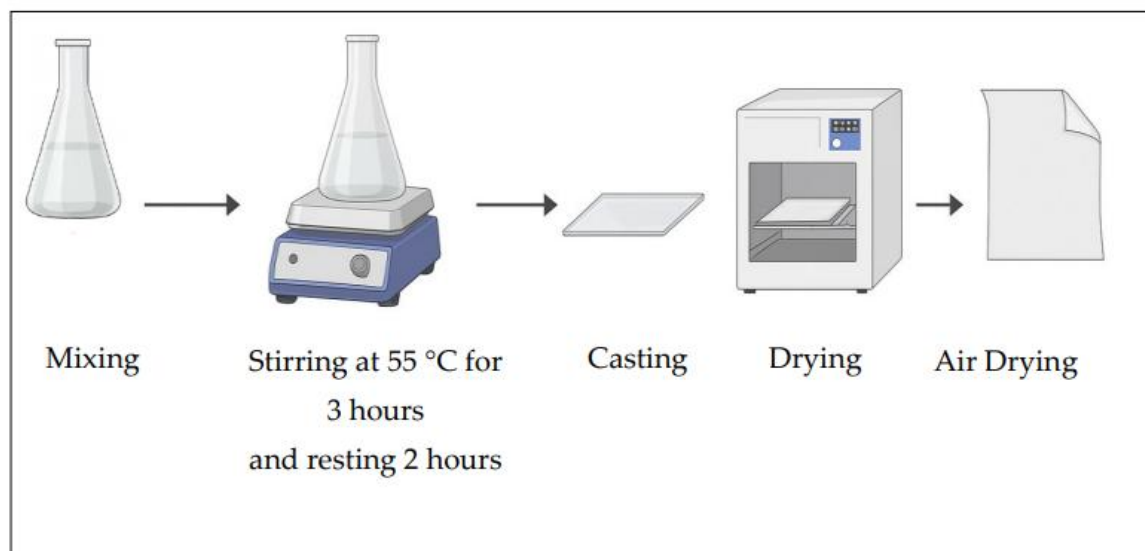 Mixing
Stirring at 55 °C for
3 hours
and resting 2 hours
Casting
Drying
Air Drying